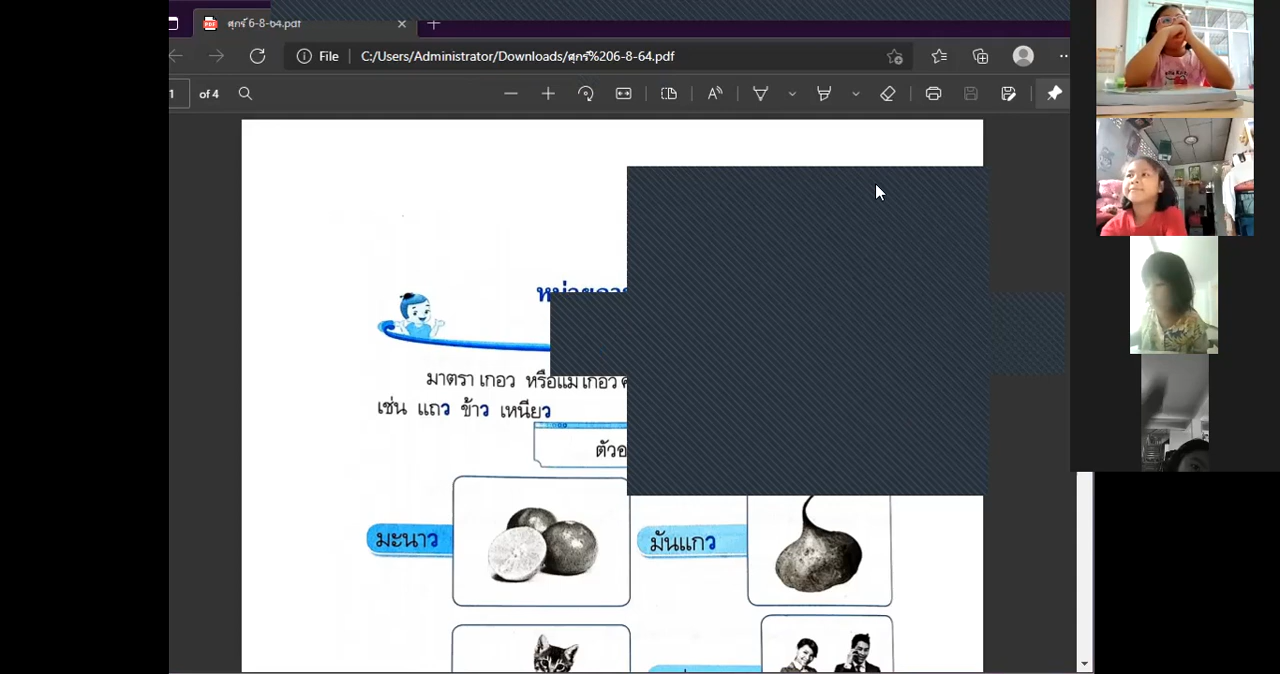 ศุกร์ 6-8-64.pdf
File C:/Users/Administrator/Downloads/ศุกร์%206-8-64.pdf
1 of 4
มาตรา เกอว หรือแม่ เกอว
เช่น แถว ข้าว เหนียว
มะนาว
มันแกว